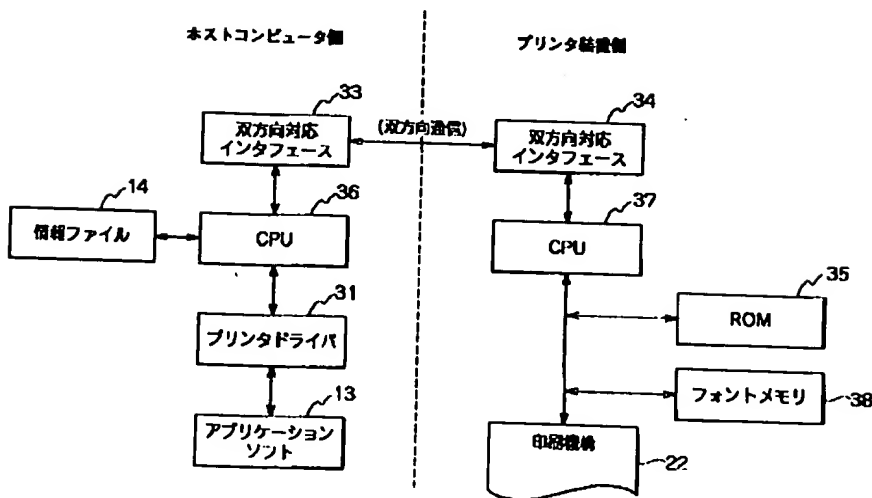 ホストコンピュータ側
プリンタ装置側
33
双方向対応
インタフェース
(双方向通信)
34
双方向対応
インタフェース
14
情報ファイル
36
CPU
37
CPU
31
プリンタドライバ
35
ROM
13
アプリケーション
ソフト
フォントメモリ
38
印刷機構
22